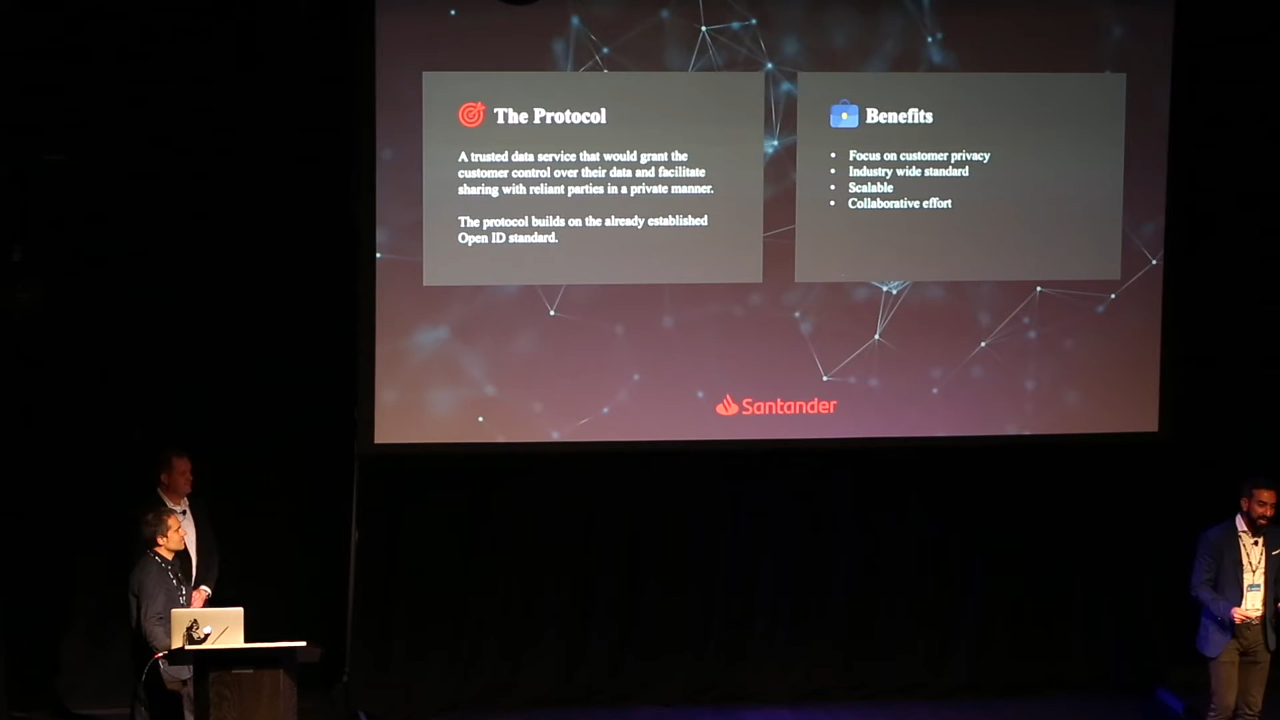 The Protocol
A trusted data service that would grant the
customer control over their data and facilitate
sharing with reliant parties in a private manner.
The protocol builds on the already established
Open ID standard.
Benefits
• Focus on customer privacy
• Industry wide standard
• Scalable
• Collaborative effort
Santander